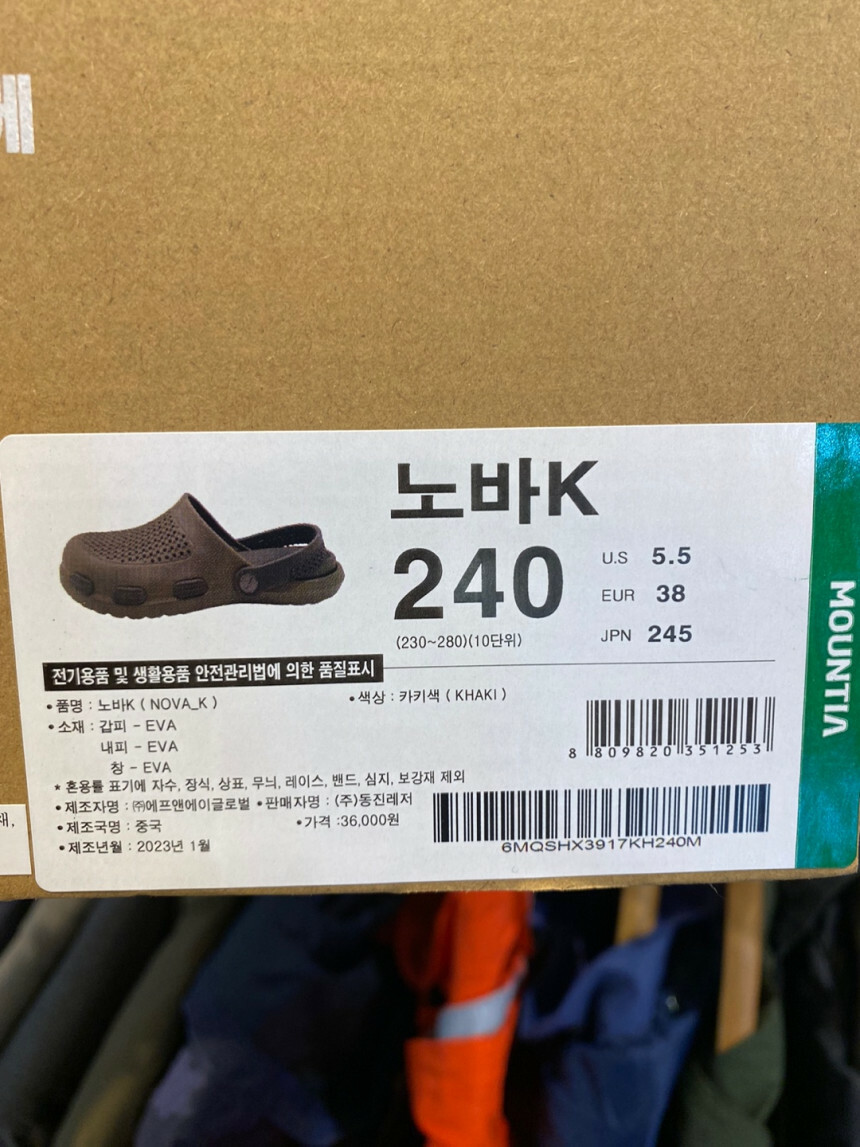 노바K
240
U.S 5.5
EUR 38
JPN 245
(230~280)(10단위)
전기용품 및 생활용품 안전관리법에 의한 품질표시
•품명 : 노바K ( NOVA_K )
•색상 : 카키색 ( KHAKI )
•소재 : 갑피 - EVA
내피 - EVA
창 - EVA
* 혼용률 표기에 자수, 장식, 상표, 무늬, 레이스, 밴드, 심지, 보강재 제외
•제조자명 : ㈜에프앤에이글로벌 •판매자명 : (주)동진레저
•제조국명 : 중국
•가격 :36,000원
•제조년월 : 2023년 1월
8 809820 351253
6MQSHX3917KH240M
MOUNTIA